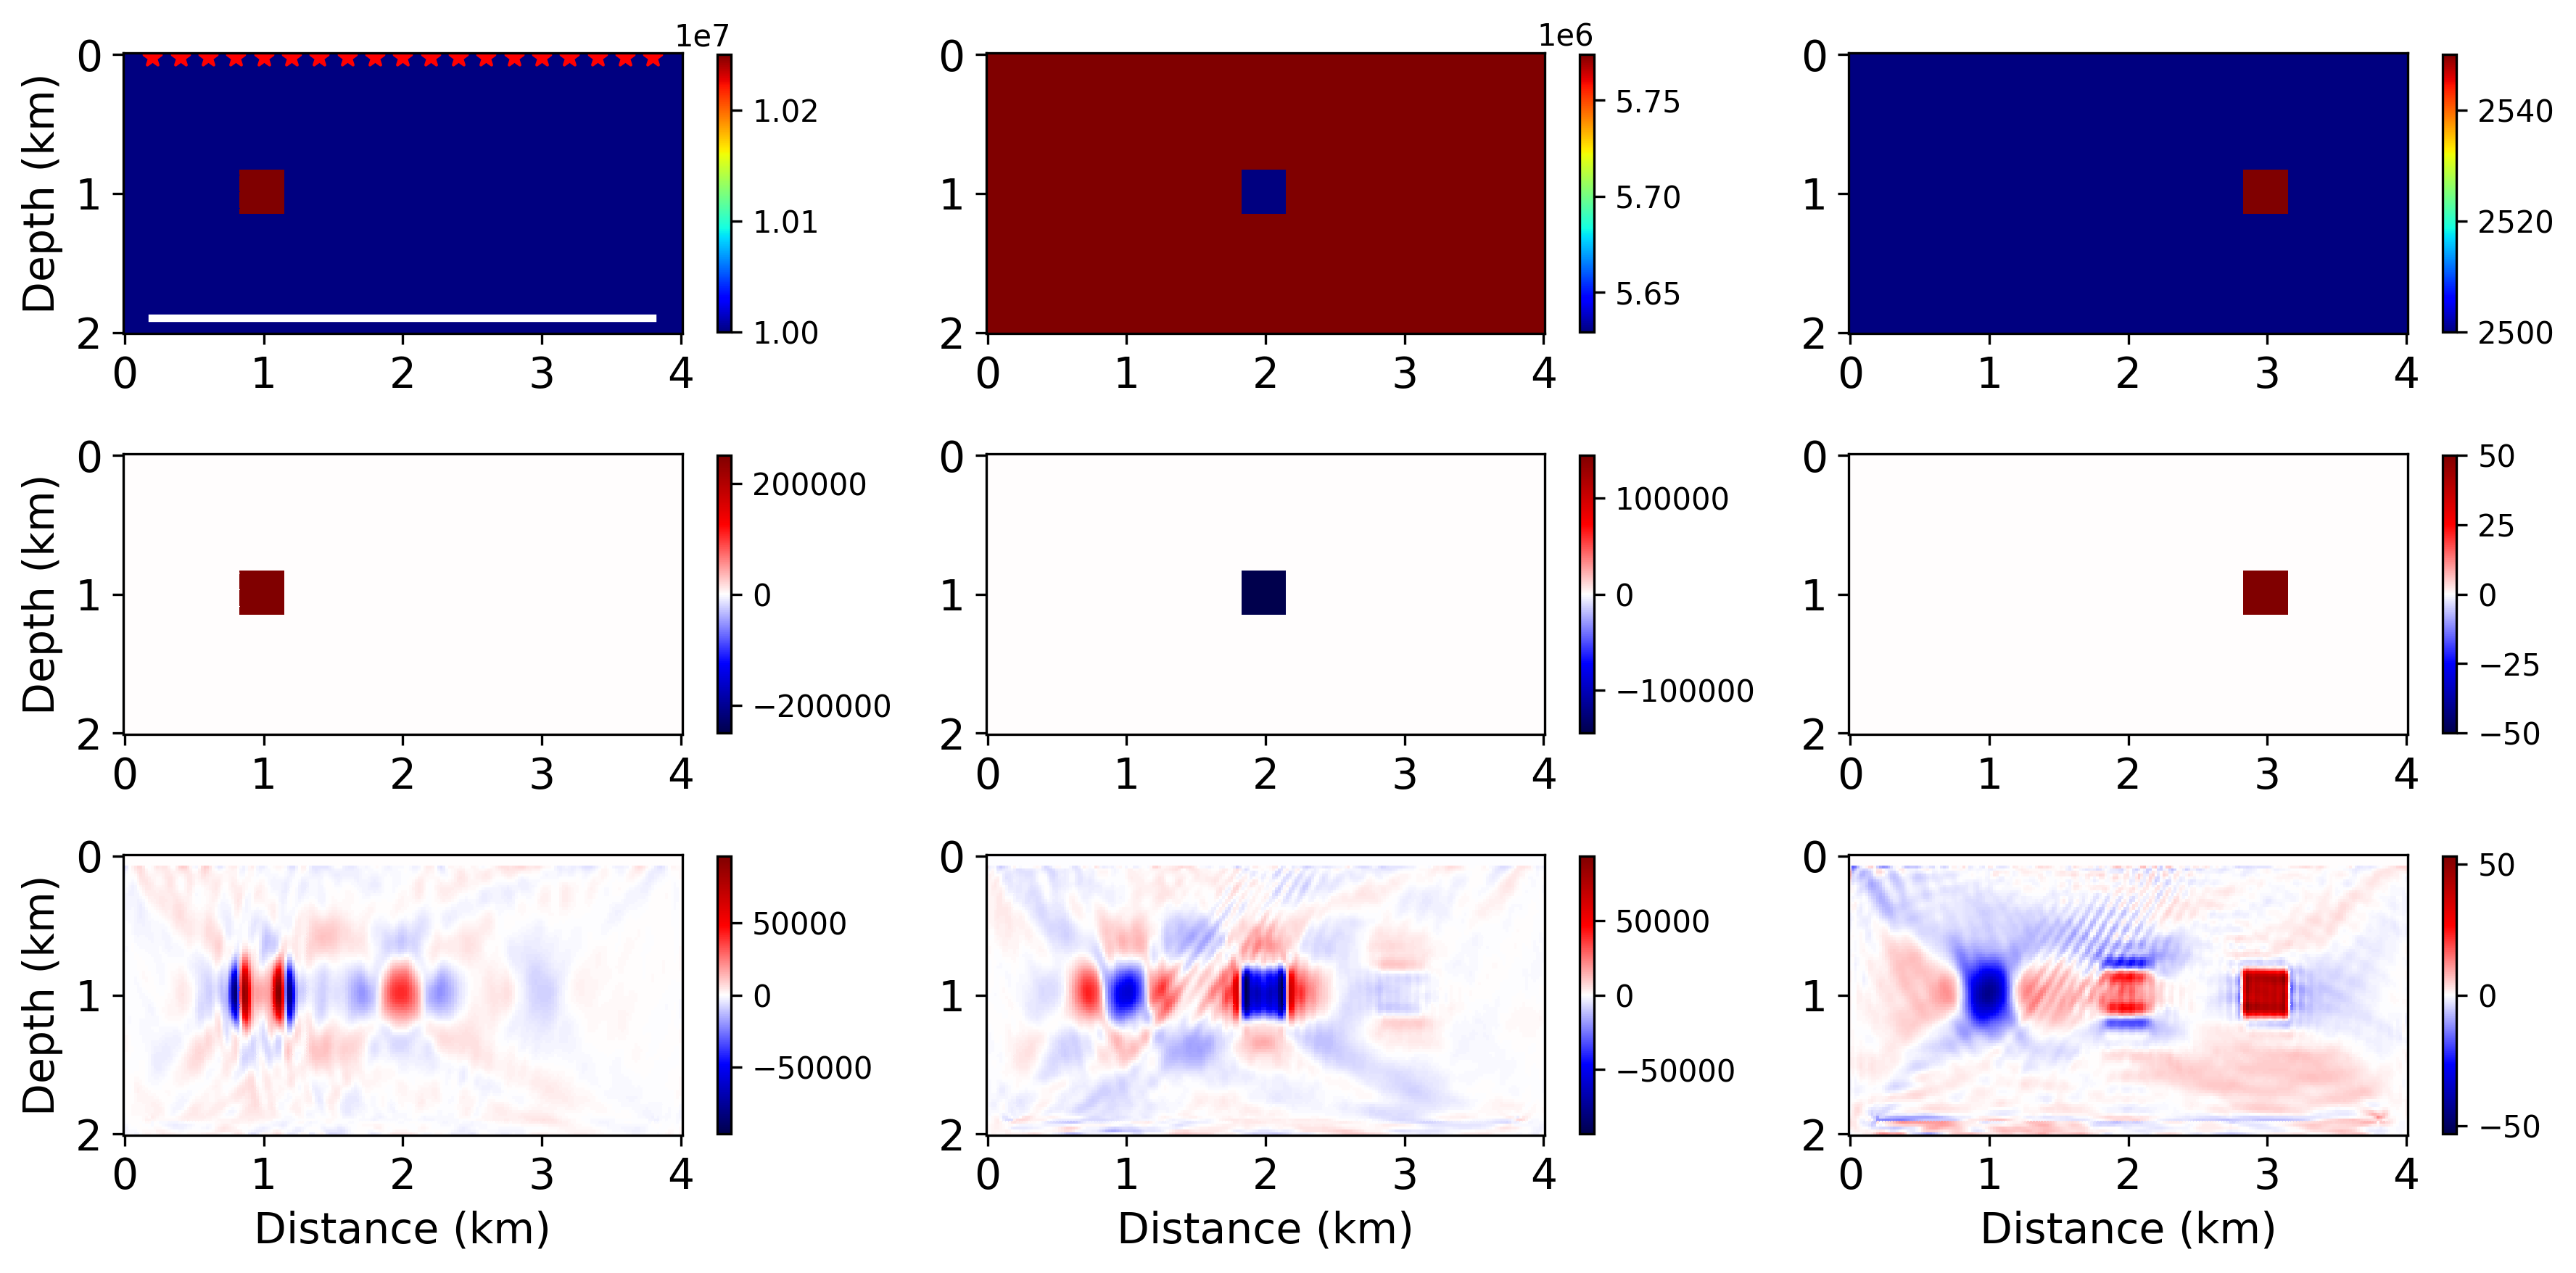 1e7 1e6
0 0 0
Depth (km)
1.02 5.75 2540
1 1 1
1.01 5.70 2520
5.65
2 1.00 2 2 2500
0 1 2 3 4 0 1 2 3 4 0 1 2 3 4
0 0 0 50
200000 100000
Depth (km)
25
1 0 1 0 1 0
−25
−200000 −100000
2 2 2 −50
0 1 2 3 4 0 1 2 3 4 0 1 2 3 4
0 0 0 50
Depth (km)
50000 50000
1 0 1 0 1 0
−50000 −50000
2 2 2 −50
0 1 2 3 4 0 1 2 3 4 0 1 2 3 4
Distance (km) Distance (km) Distance (km)